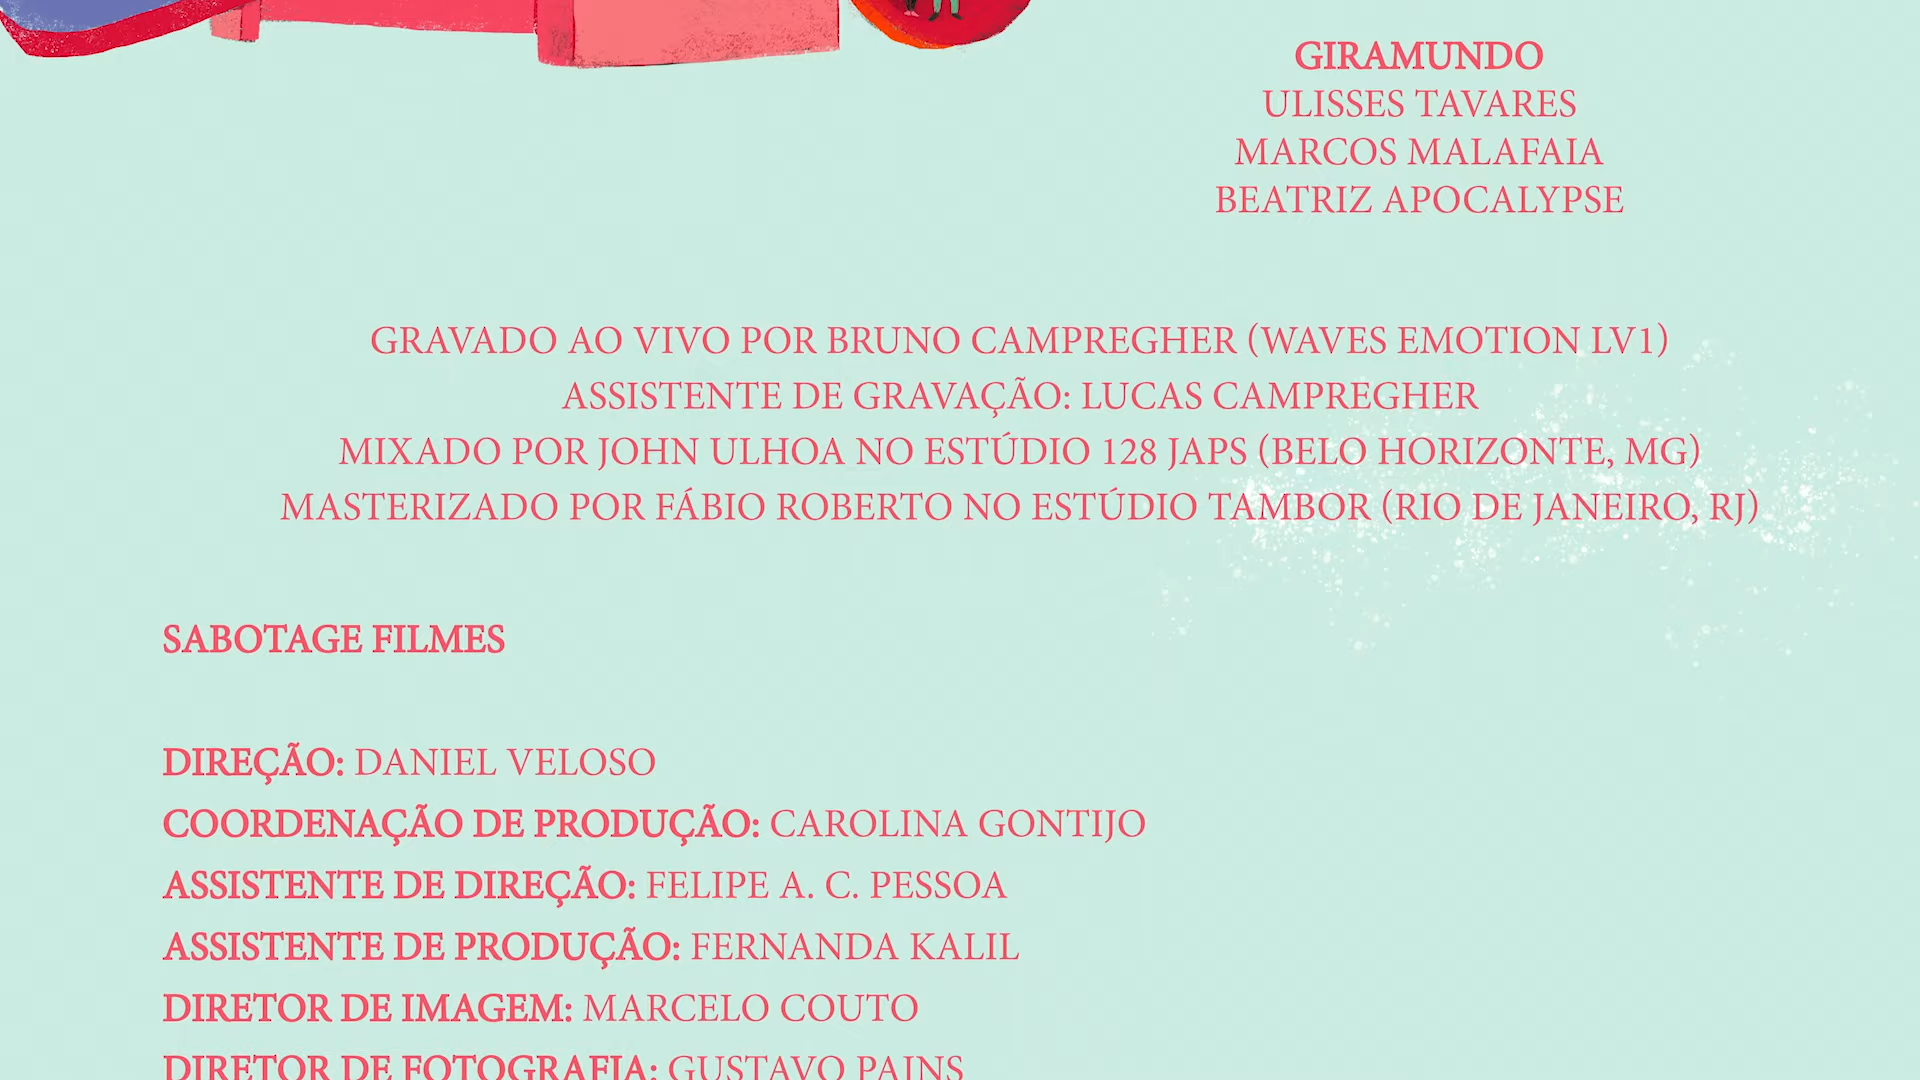 GIRAMUNDO
ULISSES TAVARES
MARCOS MALAFAIA
BEATRIZ APOCALYPSE
GRAVADO AO VIVO POR BRUNO CAMPREGHER (WAVES EMOTION LV1)
ASSISTENTE DE GRAVAÇÃO: LUCAS CAMPREGHER
MIXADO POR JOHN ULHOA NO ESTÚDIO 128 JAPS (BELO HORIZONTE, MG)
MASTERIZADO POR FÁBIO ROBERTO NO ESTÚDIO TAMBOR (RIO DE JANEIRO, RJ)
SABOTAGE FILMES
DIREÇÃO: DANIEL VELOSO
COORDENAÇÃO DE PRODUÇÃO: CAROLINA GONTIJO
ASSISTENTE DE DIREÇÃO: FELIPE A. C. PESSOA
ASSISTENTE DE PRODUÇÃO: FERNANDA KALIL
DIRETOR DE IMAGEM: MARCELO COUTO
DIRETOR DE FOTOGRAFIA: GUSTAVO PAINS